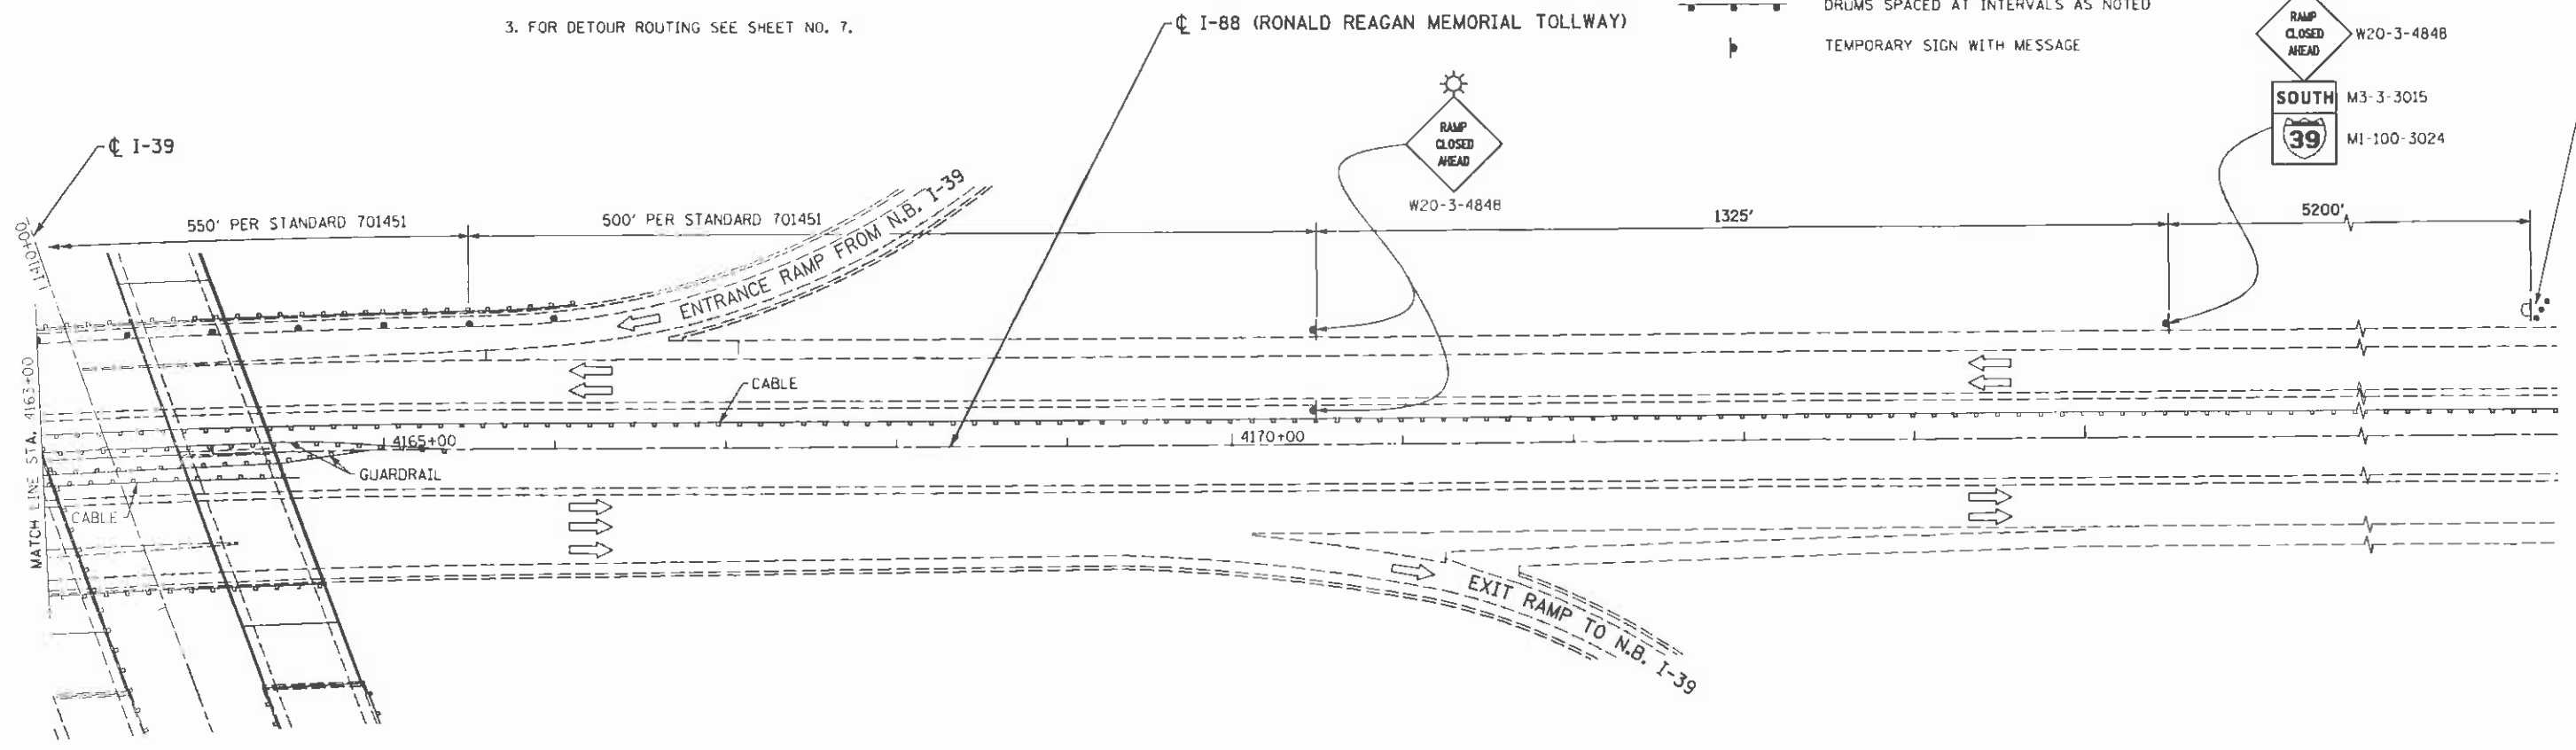 3. FOR DETOUR ROUTING SEE SHEET NO. 7.
℄ I-88 (RONALD REAGAN MEMORIAL TOLLWAY)
DRUMS SPACED AT INTERVALS AS NOTED
TEMPORARY SIGN WITH MESSAGE
RAMP
CLOSED
AHEAD
W20-3-4848
SOUTH
M3-3-3015
39
M1-100-3024
℄ I-39
RAMP
CLOSED
AHEAD
W20-3-4848
1410+00
550' PER STANDARD 701451
500' PER STANDARD 701451
1325'
5200'
ENTRANCE RAMP FROM N.B. I-39
CABLE
MATCH LINE STA. 4163+00
4165+00
4170+00
GUARDRAIL
CABLE
EXIT RAMP TO N.B. I-39